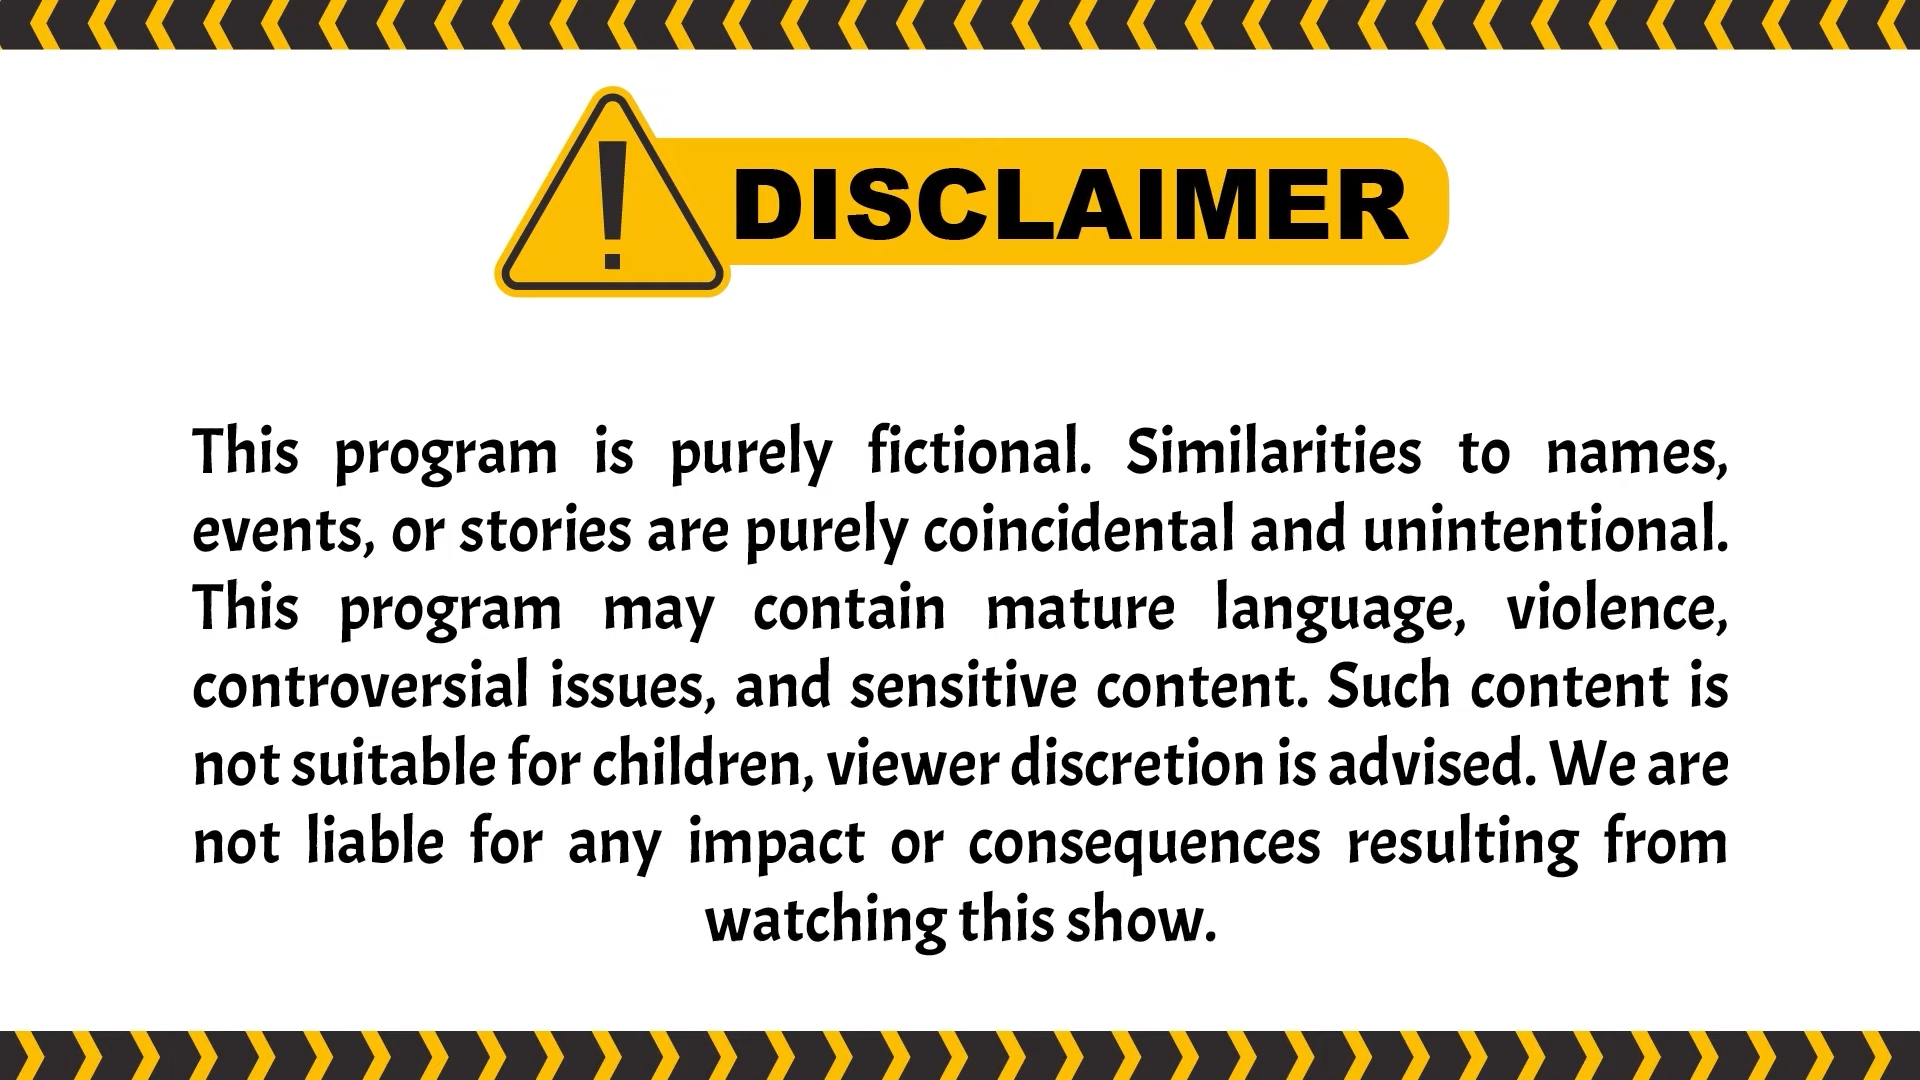 DISCLAIMER
This program is purely fictional. Similarities to names,
events, or stories are purely coincidental and unintentional.
This program may contain mature language, violence,
controversial issues, and sensitive content. Such content is
not suitable for children, viewer discretion is advised. We are
not liable for any impact or consequences resulting from
watching this show.